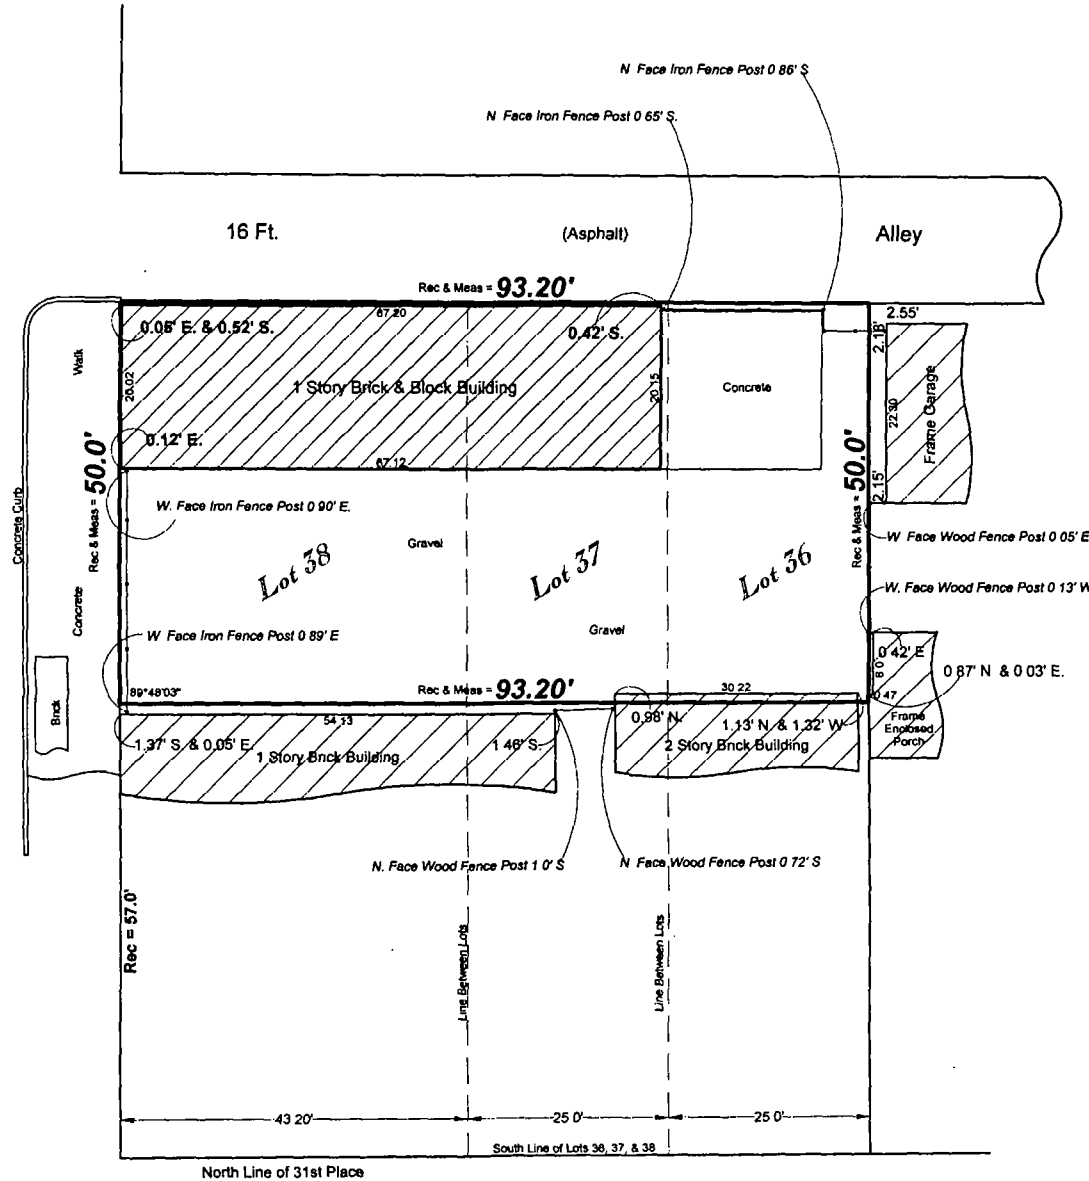 N Face Iron Fence Post 0 86' S
N Face Iron Fence Post 0 65' S.
16 Ft.
(Asphalt)
Alley
Rec & Meas = 93.20'
67.20
0.05' E. & 0.52' S.
0.42' S.
2.55'
2.18'
Walk
20.02
1 Story Brick & Block Building
20.15
Concrete
22.30
Frame Garage
0.12' E.
67.12
Rec & Meas = 50.0'
Rec & Meas = 50.0'
2.15'
W. Face Iron Fence Post 0 90' E.
Concrete Curb
Gravel
W Face Wood Fence Post 0 05' E
Lot 38
Lot 37
Lot 36
W. Face Wood Fence Post 0 13' W
Concrete
Gravel
W Face Iron Fence Post 0 89' E
0 42' E
8 0
0 87' N & 0 03' E.
89°48'03"
Rec & Meas = 93.20'
30.22
0.47
Brick
54.13
0.98' N.
1.13' N & 1.32' W
Frame
Enclosed
Porch
1.37' S & 0.05' E.
1 46' S.
2 Story Brick Building
1 Story Brick Building
N. Face Wood Fence Post 1 0' S
N Face Wood Fence Post 0 72' S
Rec = 57.0'
Line Between Lots
Line Between Lots
43 20'
25 0'
25 0'
South Line of Lots 36, 37, & 38
North Line of 31st Place